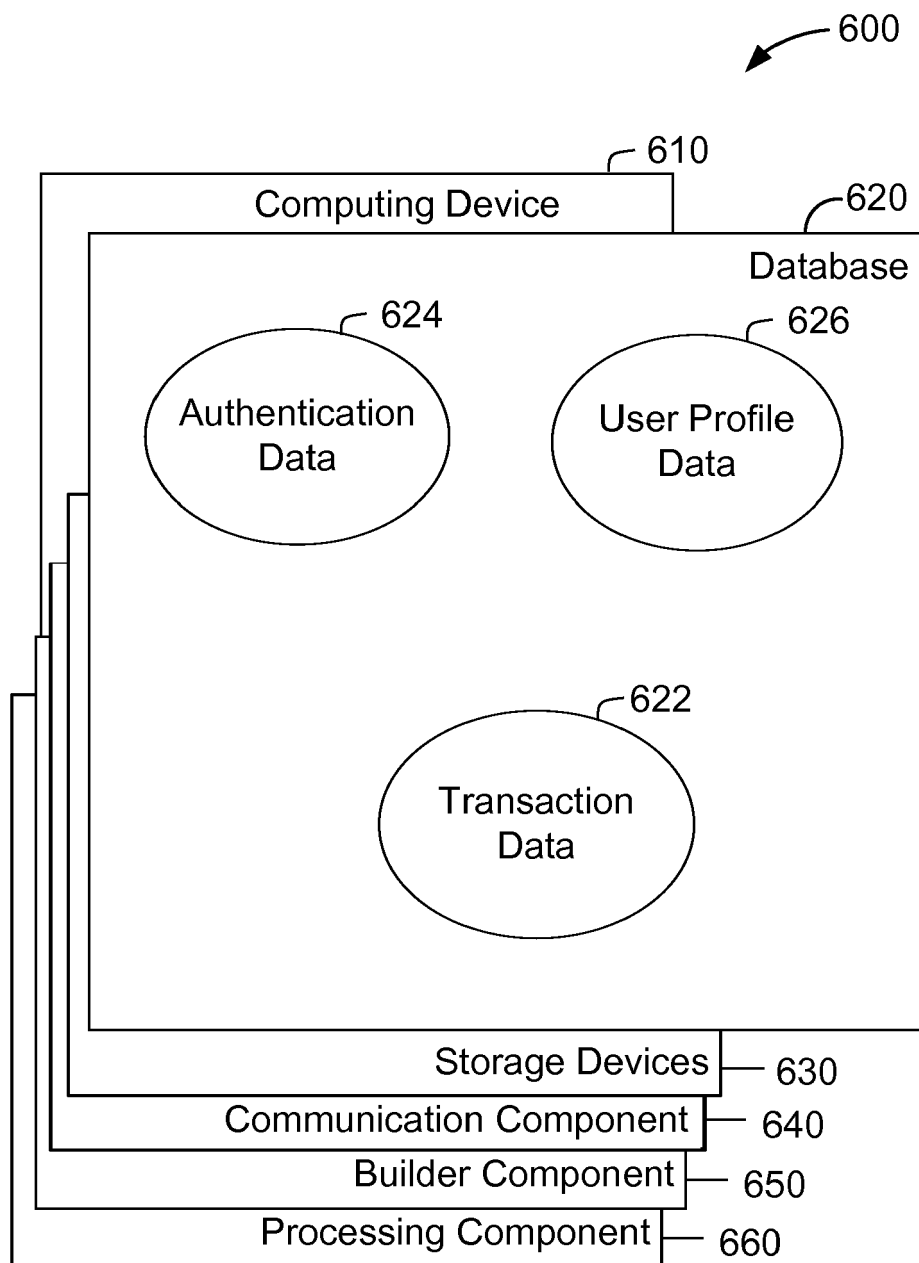 600
610
Computing Device
620
Database
624
626
Authentication
Data
User Profile
Data
622
Transaction
Data
Storage Devices
630
Communication Component
640
Builder Component
650
Processing Component
660